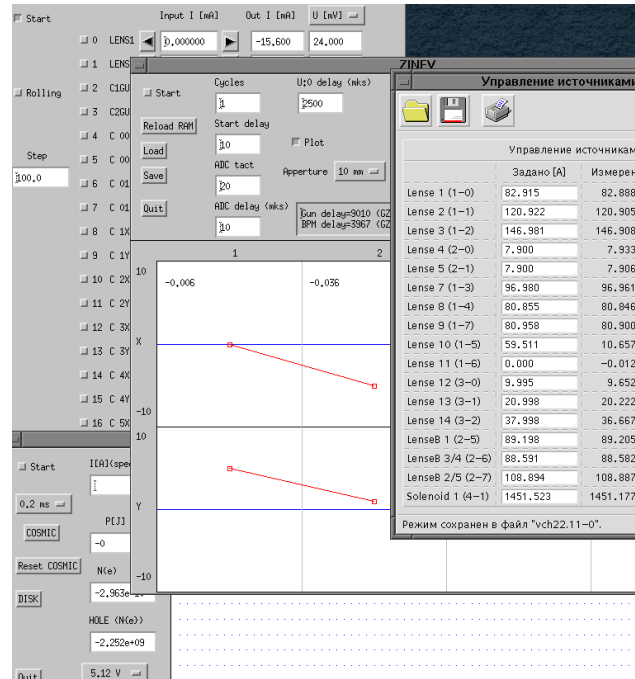 Start
Input I [mA]
Out I [mA]
U [mV]
0 LENS1
0.000000
-15.600
24.000
1 LENS
Rolling
2 C1GU
3 C2GU
4 C 00
Step
5 C 00
100.0
6 C 01
7 C 01
8 C 1X
9 C 1Y
10 C 2X
11 C 2Y
12 C 3X
13 C 3Y
14 C 4X
15 C 4Y
16 C 5X
ZINEV
Start
Cycles
U:0 delay (mks)
1
2500
Reload RAM
Start delay
Load
10
Plot
Save
ADC tact
Apperture
10 mm
20
Quit
ADC delay (mks)
10
Gun delay=9010 (GZ
BPM delay=3967 (GZ
1
2
10
-0.006
-0.036
X
-10
10
Y
-10
Управление источниками
Управление источникам
Задано [A]
Измерен
Lense 1 (1-0) 82.915 82.888
Lense 2 (1-1) 120.922 120.905
Lense 3 (1-2) 146.981 146.908
Lense 4 (2-0) 7.900 7.933
Lense 5 (2-1) 7.900 7.906
Lense 7 (1-3) 96.980 96.961
Lense 8 (1-4) 80.855 80.846
Lense 9 (1-7) 80.958 80.900
Lense 10 (1-5) 59.511 10.657
Lense 11 (1-6) 0.000 -0.012
Lense 12 (3-0) 9.995 9.652
Lense 13 (3-1) 20.998 20.222
Lense 14 (3-2) 37.998 36.667
LenseB 1 (2-5) 89.198 89.205
LenseB 3/4 (2-6) 88.591 88.582
LenseB 2/5 (2-7) 108.894 108.887
Solenoid 1 (4-1) 1451.523 1451.177
Режим сохранен в файл "vch22.11-0".
Start
I[A](spe
0.2 ms
COSMIC
P[J]
-0
Reset COSMIC
N(e)
DISK
-2.963e
HOLE (N(e))
-2.252e+09
Quit
5.12 V